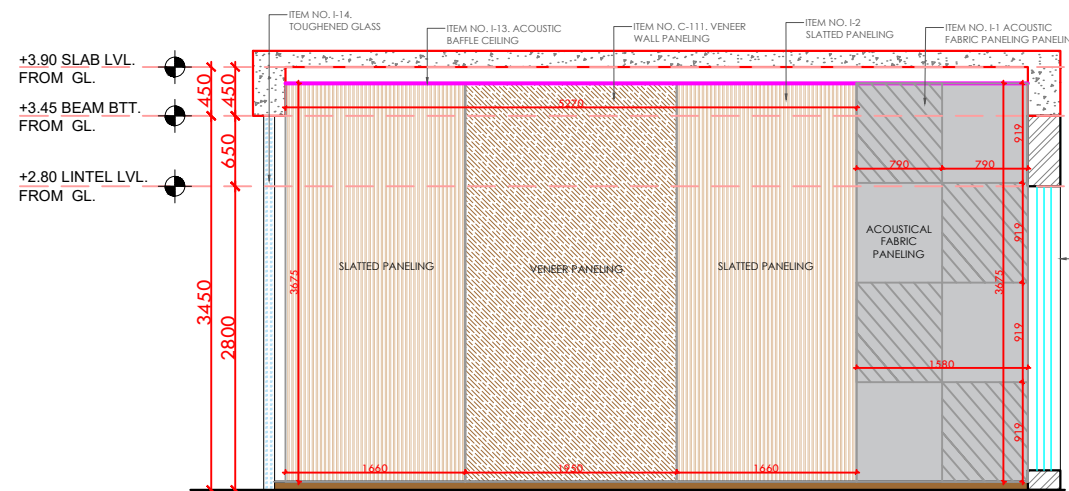 ITEM NO. I-14.
TOUGHENED GLASS
ITEM NO. I-13. ACOUSTIC
BAFFLE CEILING
ITEM NO. C-111. VENEER
WALL PANELING
ITEM NO. I-2
SLATTED PANELING
ITEM NO. I-1 ACOUSTIC
FABRIC PANELING PANELIN
+3.90 SLAB LVL.
FROM GL.
+3.45 BEAM BTT.
FROM GL.
+2.80 LINTEL LVL.
FROM GL.
450
450
650
3450
2800
5270
3675
SLATTED PANELING
VENEER PANELING
SLATTED PANELING
ACOUSTICAL
FABRIC
PANELING
790
790
919
919
919
919
3675
1580
1660
1950
1660